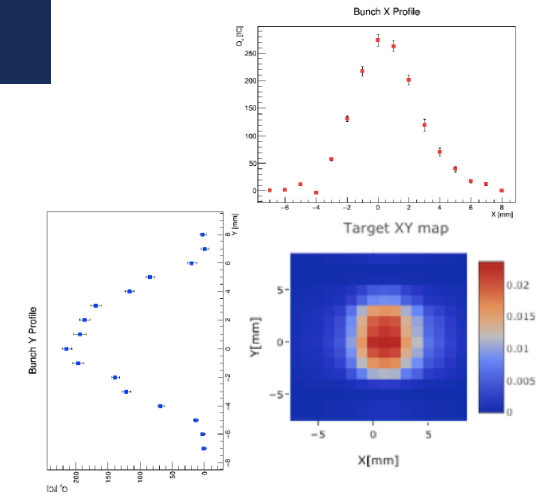 Bunch X Profile
Qx [fC]
250
200
150
100
50
0
−6 −4 −2 0 2 4 6 8
X [mm]
Target XY map
Bunch Y Profile
Y [mm]
8
6
4
2
0
−2
−4
−6
−8
200 150 100 50 0
Y[mm]
5
0
−5
−5 0 5
X[mm]
0.02
0.015
0.01
0.005
0